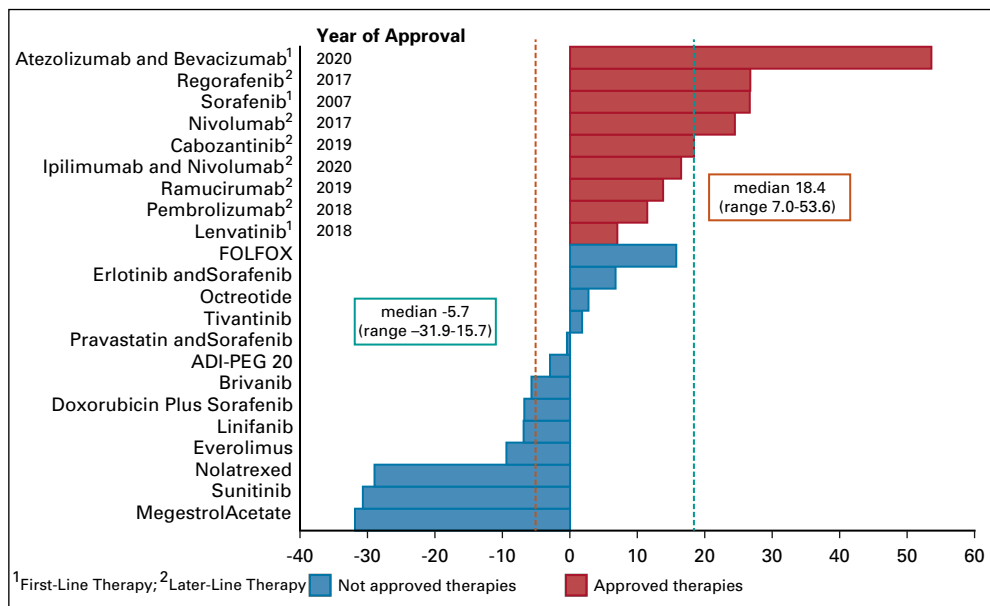 Year of Approval
Atezolizumab and Bevacizumab¹ 2020
Regorafenib² 2017
Sorafenib¹ 2007
Nivolumab² 2017
Cabozantinib² 2019
Ipilimumab and Nivolumab² 2020
Ramucirumab² 2019
Pembrolizumab² 2018
Lenvatinib¹ 2018
FOLFOX
Erlotinib andSorafenib
Octreotide
Tivantinib
Pravastatin andSorafenib
ADI-PEG 20
Brivanib
Doxorubicin Plus Sorafenib
Linifanib
Everolimus
Nolatrexed
Sunitinib
MegestrolAcetate
median 18.4
(range 7.0-53.6)
median -5.7
(range –31.9-15.7)
-40 -30 -20 -10 0 10 20 30 40 50 60
¹First-Line Therapy; ²Later-Line Therapy Not approved therapies Approved therapies